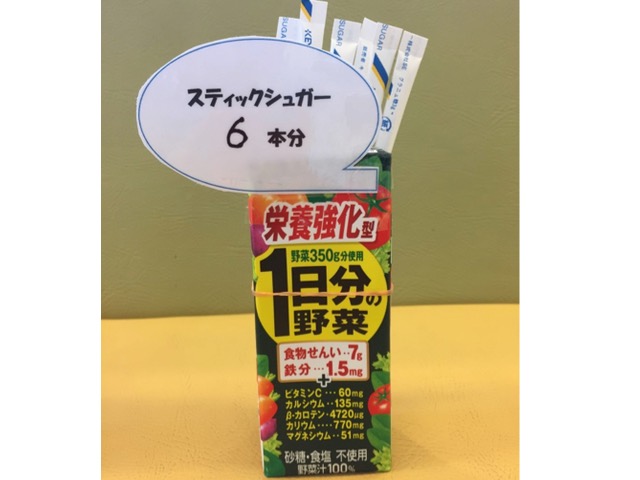 スティックシュガー
6 本分
SUGAR
SUGAR
栄養強化型
野菜350g分使用
1日分の
野菜
食物せんい‥7g
鉄分…1.5mg
+
ビタミンC…60mg
カルシウム…135mg
β-カロテン・4720μg
カリウム‥‥770mg
マグネシウム‥51mg
砂糖・食塩 不使用
野菜汁100%